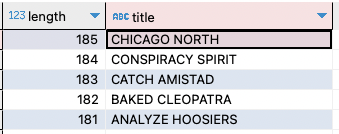 123 length ABC title
185 CHICAGO NORTH
184 CONSPIRACY SPIRIT
183 CATCH AMISTAD
182 BAKED CLEOPATRA
181 ANALYZE HOOSIERS